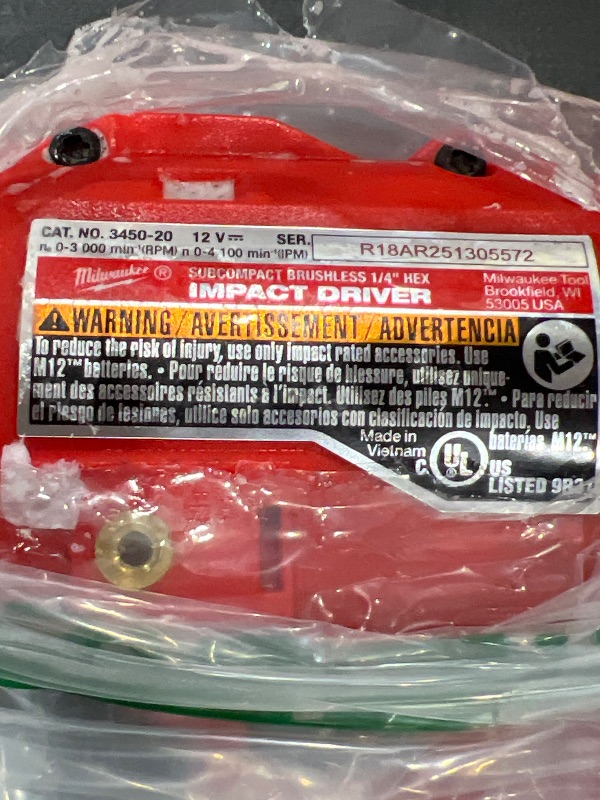 CAT. NO. 3450-20 12 V⎓ SER. R18AR251305572
n₀ 0-3 000 min⁻¹(RPM) n 0-4 100 min⁻¹(IPM)
Milwaukee ® SUBCOMPACT BRUSHLESS 1/4" HEX
IMPACT DRIVER
Milwaukee Tool
Brookfield, WI
53005 USA
WARNING/AVERTISSEMENT/ADVERTENCIA
To reduce the risk of injury, use only impact rated accessories. Use
M12™ batteries. • Pour reduire le risque de blessure, utilisez unique-
ment des accessoires résistants à l'impact. Utilisez des piles M12™. • Para reducir
el riesgo de lesiones, utilice solo accesorios con clasificación de impacto. Use
baterías M12™
Made in
Vietnam
C UL US
LISTED